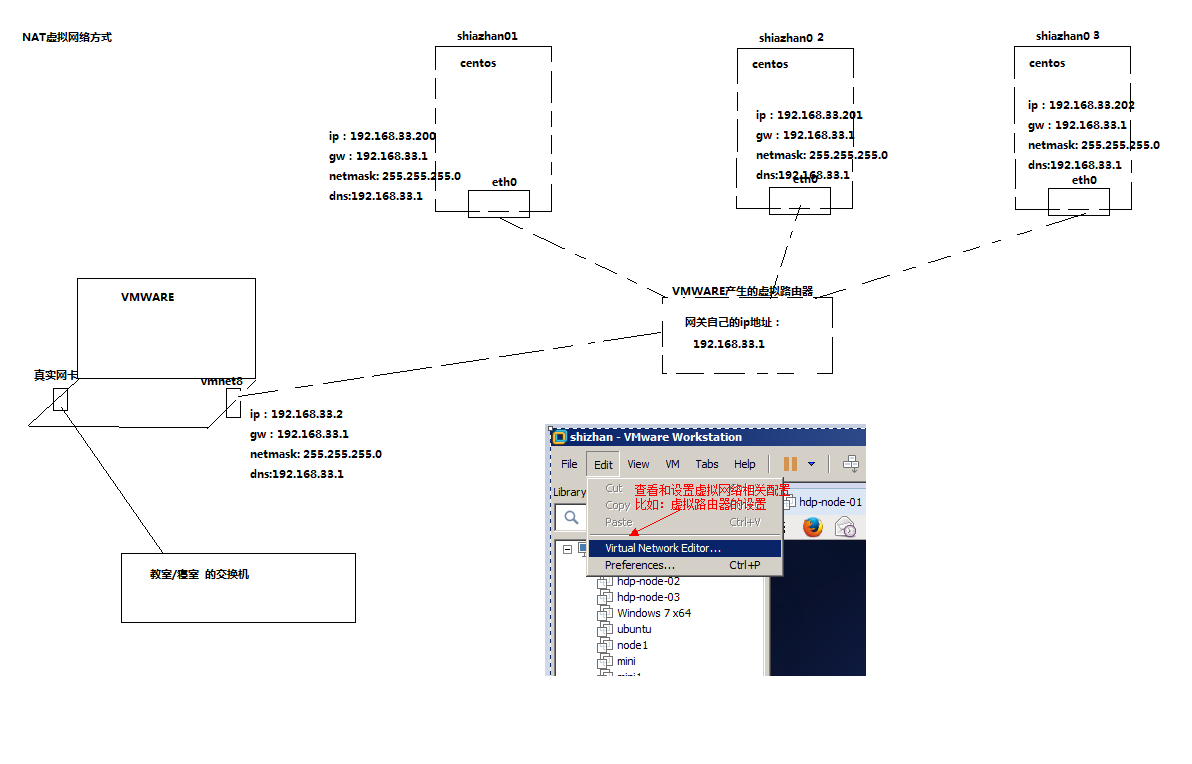 NAT虚拟网络方式
shiazhan01
centos
ip：192.168.33.200
gw：192.168.33.1
netmask: 255.255.255.0
dns:192.168.33.1
eth0
shiazhan0 2
centos
ip：192.168.33.201
gw：192.168.33.1
netmask: 255.255.255.0
dns:192.168.33.1
eth0
shiazhan0 3
centos
ip：192.168.33.202
gw：192.168.33.1
netmask: 255.255.255.0
dns:192.168.33.1
eth0
VMWARE产生的虚拟路由器
网关自己的ip地址：
192.168.33.1
VMWARE
真实网卡
vmnet8
ip：192.168.33.2
gw：192.168.33.1
netmask: 255.255.255.0
dns:192.168.33.1
教室/寝室 的交换机
shizhan - VMware Workstation
File Edit View VM Tabs Help
Library
Cut
查看和设置虚拟网络相关配置
Copy
比如：虚拟路由器的设置
Paste Ctrl+V
Virtual Network Editor...
Preferences... Ctrl+P
hdp-node-01
hdp-node-02
hdp-node-03
Windows 7 x64
ubuntu
node1
mini